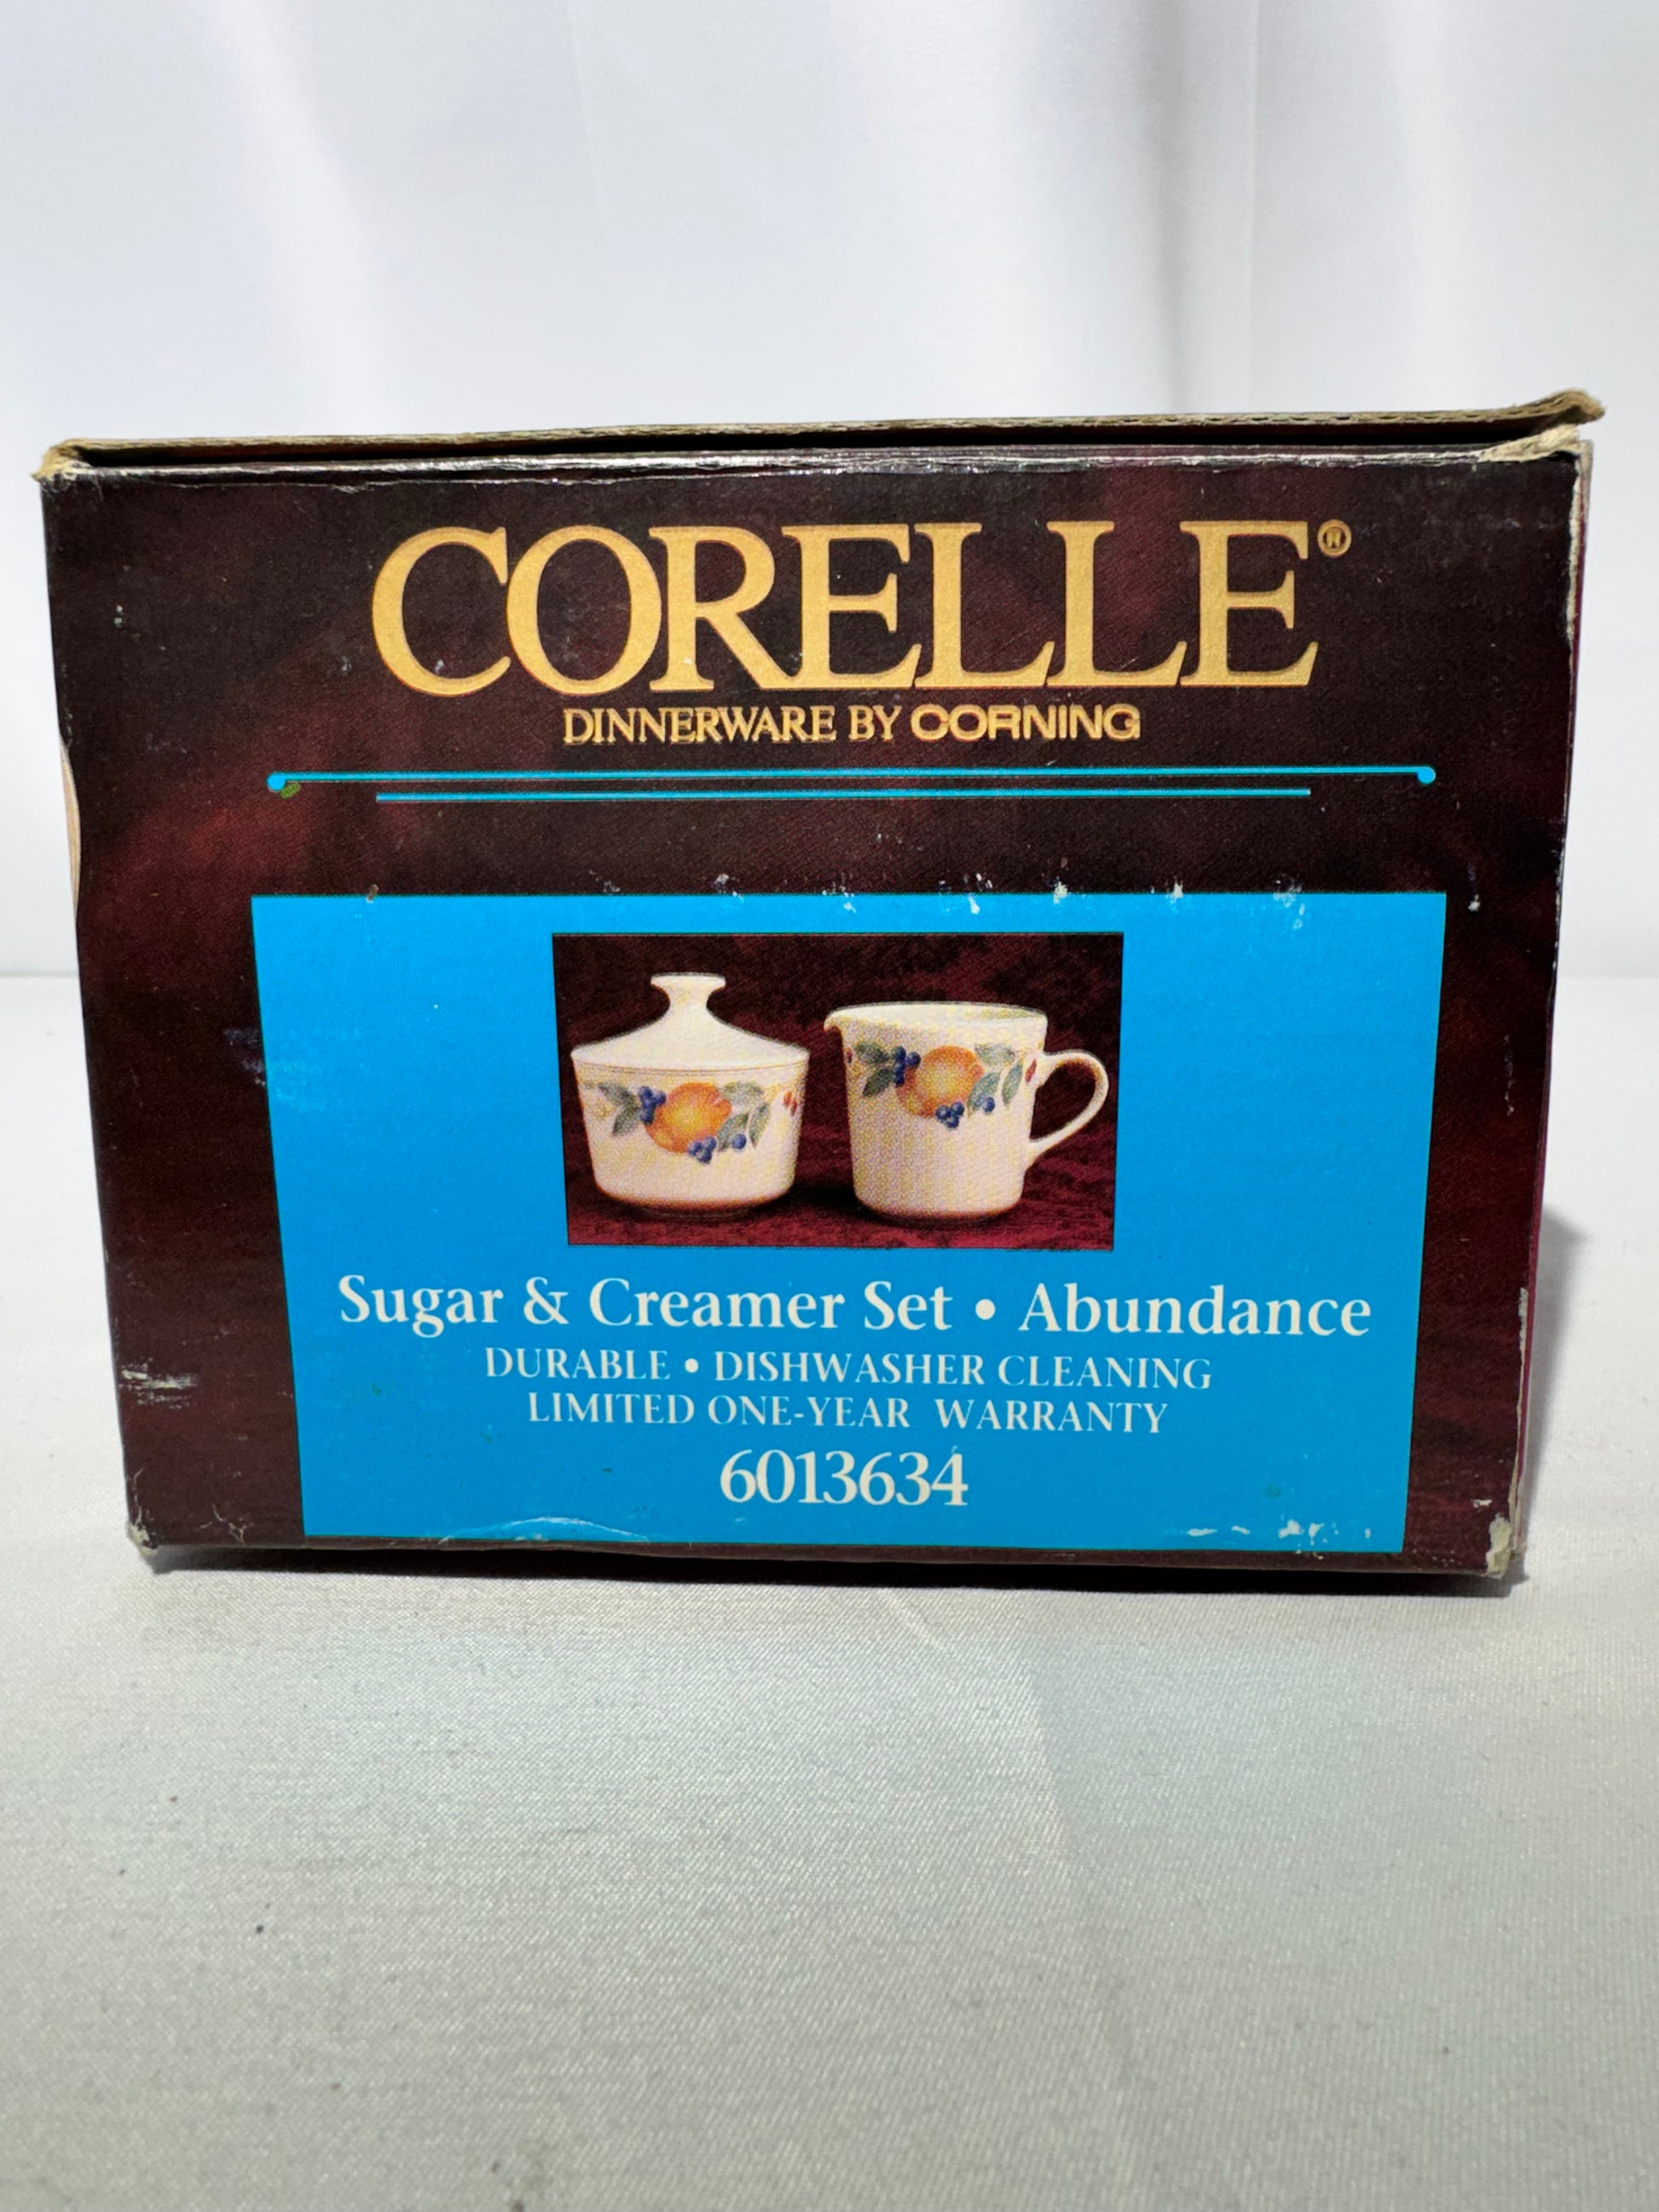 CORELLE®
DINNERWARE BY CORNING
Sugar & Creamer Set • Abundance
DURABLE • DISHWASHER CLEANING
LIMITED ONE-YEAR WARRANTY
6013634